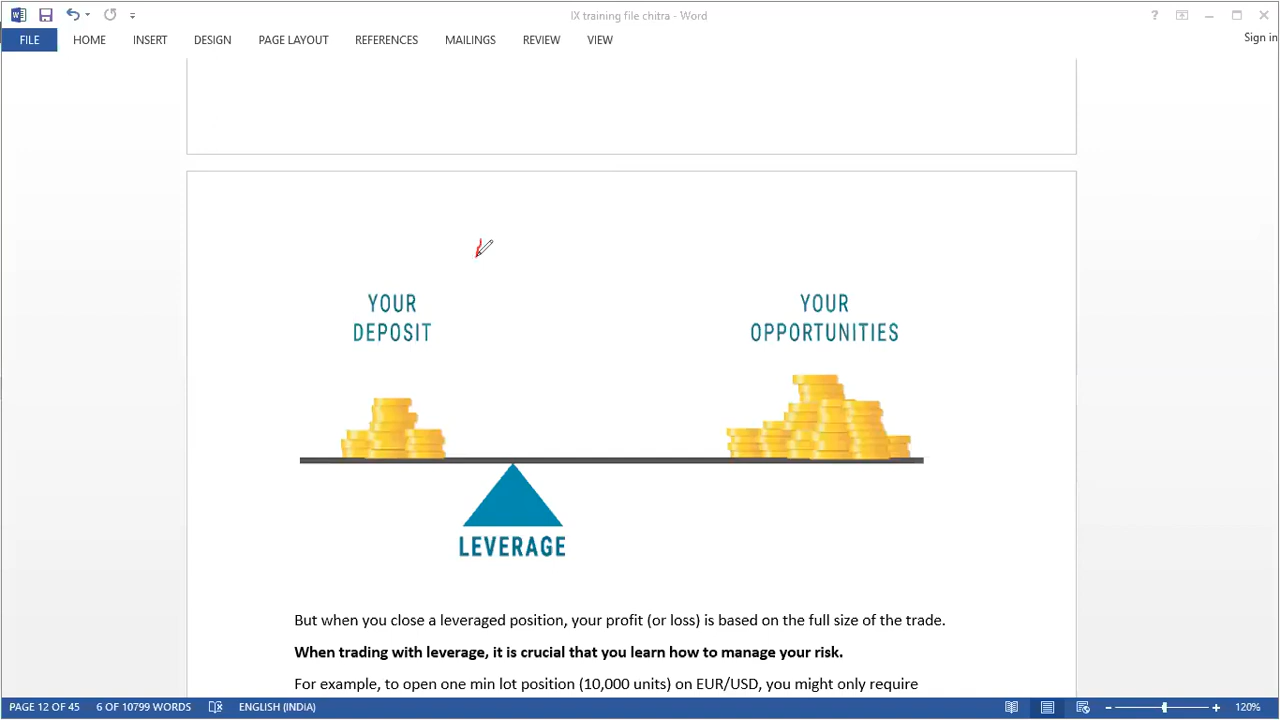 IX training file chitra - Word
?
FILE HOME INSERT DESIGN PAGE LAYOUT REFERENCES MAILINGS REVIEW VIEW
Sign in
YOUR
DEPOSIT
YOUR
OPPORTUNITIES
LEVERAGE
But when you close a leveraged position, your profit (or loss) is based on the full size of the trade.
When trading with leverage, it is crucial that you learn how to manage your risk.
For example, to open one min lot position (10,000 units) on EUR/USD, you might only require
PAGE 12 OF 45 6 OF 10799 WORDS ENGLISH (INDIA) 120%